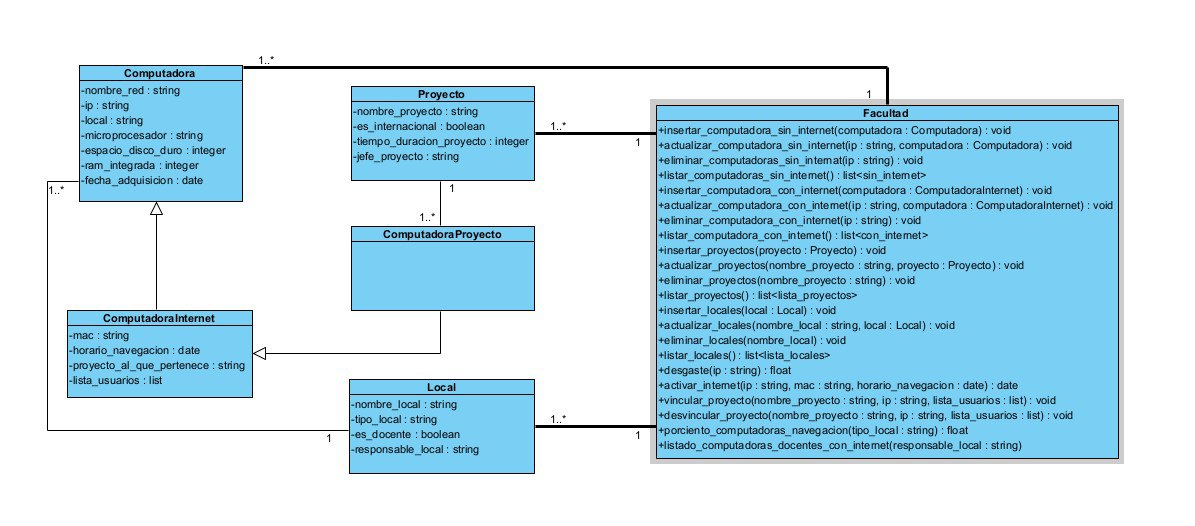 1..*
Computadora
-nombre_red : string
-ip : string
-local : string
-microprocesador : string
-espacio_disco_duro : integer
-ram_integrada : integer
-fecha_adquisicion : date
1..*
Proyecto
-nombre_proyecto : string
-es_internacional : boolean
-tiempo_duracion_proyecto : integer
-jefe_proyecto : string
1..*
1
1
1..*
ComputadoraProyecto
ComputadoraInternet
-mac : string
-horario_navegacion : date
-proyecto_al_que_pertenece : string
-lista_usuarios : list
Local
-nombre_local : string
-tipo_local : string
-es_docente : boolean
-responsable_local : string
1
1..*
1
1
Facultad
+insertar_computadora_sin_internet(computadora : Computadora) : void
+actualizar_computadora_sin_internet(ip : string, computadora : Computadora) : void
+eliminar_computadoras_sin_internat(ip : string) : void
+listar_computadoras_sin_internet() : list<sin_internet>
+insertar_computadora_con_internet(computadora : ComputadoraInternet) : void
+actualizar_computadora_con_internet(ip : string, computadora : ComputadoraInternet) : void
+eliminar_computadora_con_internet(ip : string) : void
+listar_computadora_con_internet() : list<con_internet>
+insertar_proyectos(proyecto : Proyecto) : void
+actualizar_proyectos(nombre_proyecto : string, proyecto : Proyecto) : void
+eliminar_proyectos(nombre_proyecto : string) : void
+listar_proyectos() : list<lista_proyectos>
+insertar_locales(local : Local) : void
+actualizar_locales(nombre_local : string, local : Local) : void
+eliminar_locales(nombre_local) : void
+listar_locales() : list<lista_locales>
+desgaste(ip : string) : float
+activar_internet(ip : string, mac : string, horario_navegacion : date) : date
+vincular_proyecto(nombre_proyecto : string, ip : string, lista_usuarios : list) : void
+desvincular_proyecto(nombre_proyecto : string, ip : string, lista_usuarios : list) : void
+porciento_computadoras_navegacion(tipo_local : string) : float
+listado_computadoras_docentes_con_internet(responsable_local : string)